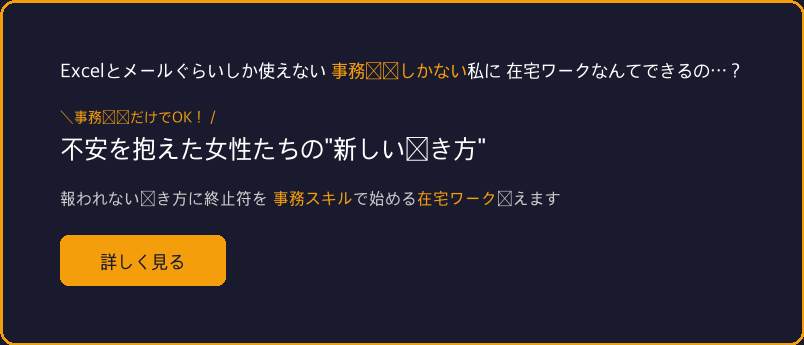 Excelとメールぐらいしか使えない 事務しかない私に 在宅ワークなんてできるの…？
＼事務だけでOK！ /
不安を抱えた女性たちの"新しいき方"
報われないき方に終止符を 事務スキルで始める在宅ワークえます
詳しく見る